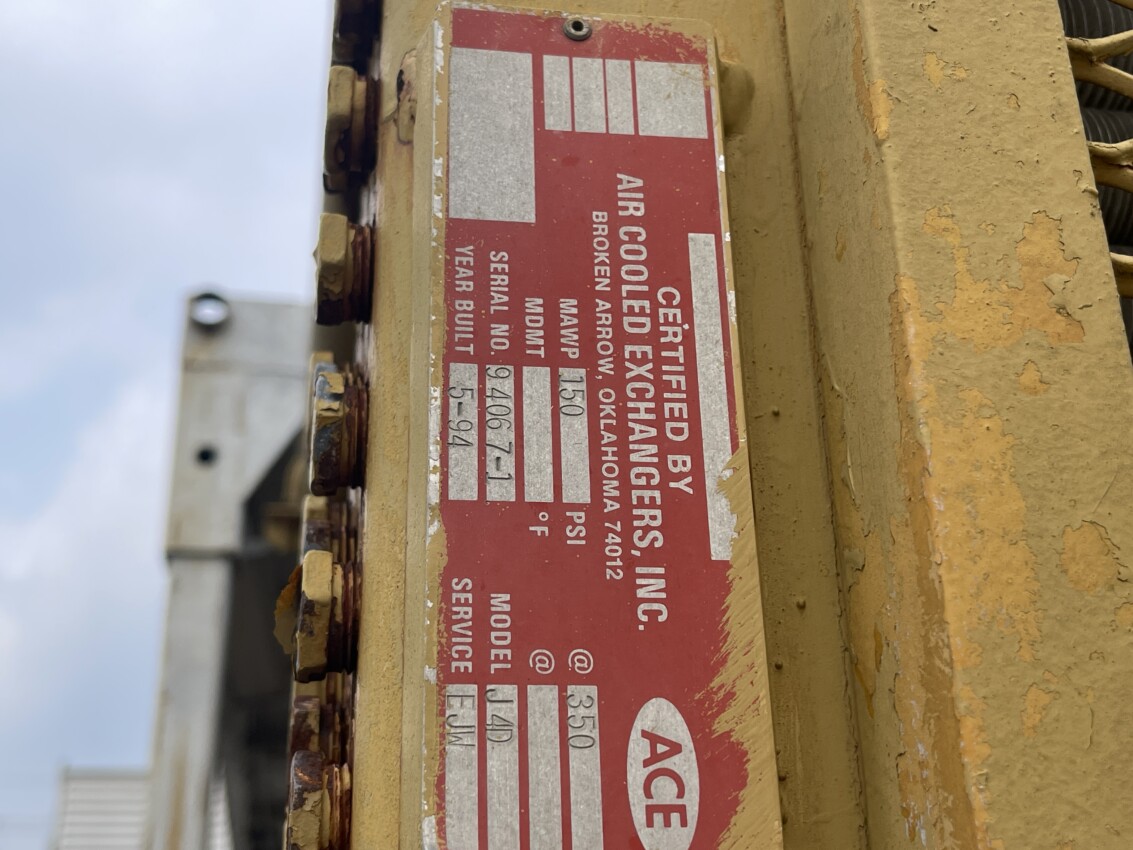 CERTIFIED BY
AIR COOLED EXCHANGERS, INC.
BROKEN ARROW, OKLAHOMA 74012
ACE
MAWP 150 PSI @ 350
MDMT °F @
SERIAL NO. 94067-1 MODEL J4D
YEAR BUILT 5-94 SERVICE EJW